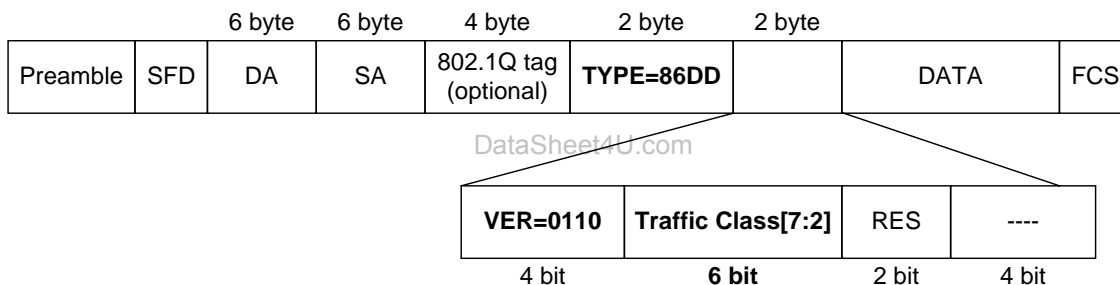 6 byte 6 byte 4 byte 2 byte 2 byte
Preamble SFD DA SA 802.1Q tag (optional) TYPE=86DD DATA FCS
DataSheet4U.com
VER=0110 Traffic Class[7:2] RES ----
4 bit 6 bit 2 bit 4 bit